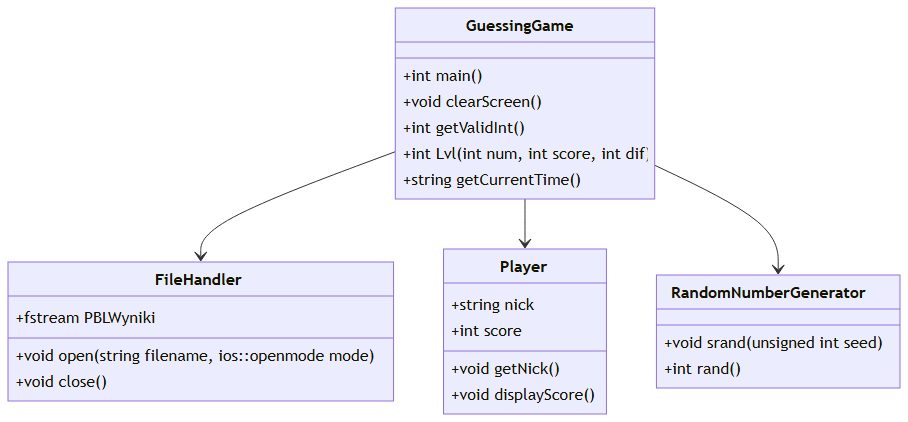 GuessingGame
+int main()
+void clearScreen()
+int getValidInt()
+int Lvl(int num, int score, int dif)
+string getCurrentTime()
FileHandler
+fstream PBLWyniki
+void open(string filename, ios::openmode mode)
+void close()
Player
+string nick
+int score
+void getNick()
+void displayScore()
RandomNumberGenerator
+void srand(unsigned int seed)
+int rand()